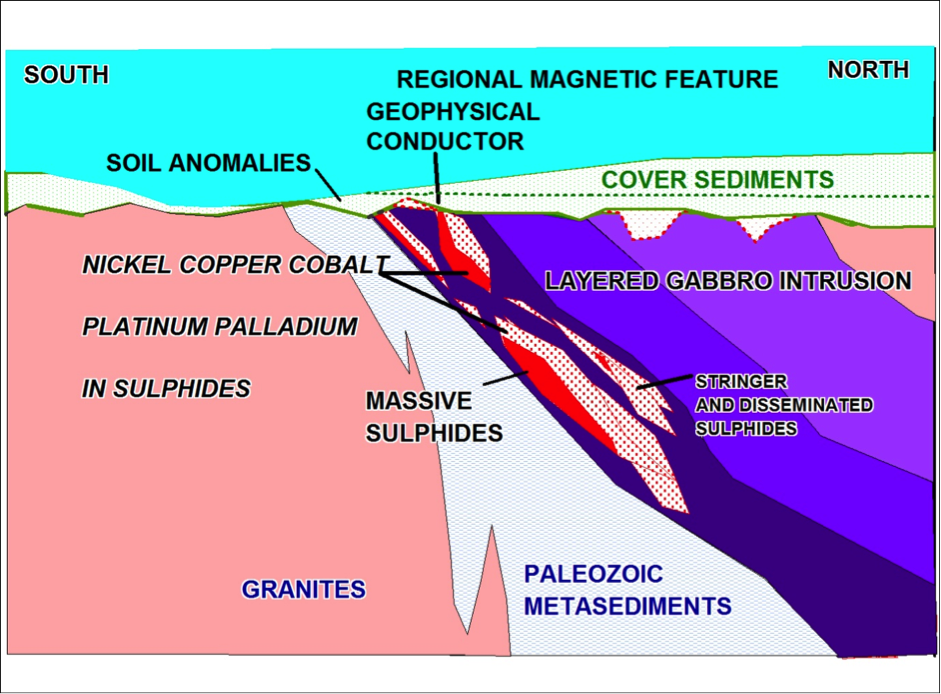 SOUTH
NORTH
REGIONAL MAGNETIC FEATURE
GEOPHYSICAL
CONDUCTOR
SOIL ANOMALIES
COVER SEDIMENTS
NICKEL COPPER COBALT
PLATINUM PALLADIUM
IN SULPHIDES
LAYERED GABBRO INTRUSION
MASSIVE
SULPHIDES
STRINGER
AND DISSEMINATED
SULPHIDES
GRANITES
PALEOZOIC
METASEDIMENTS